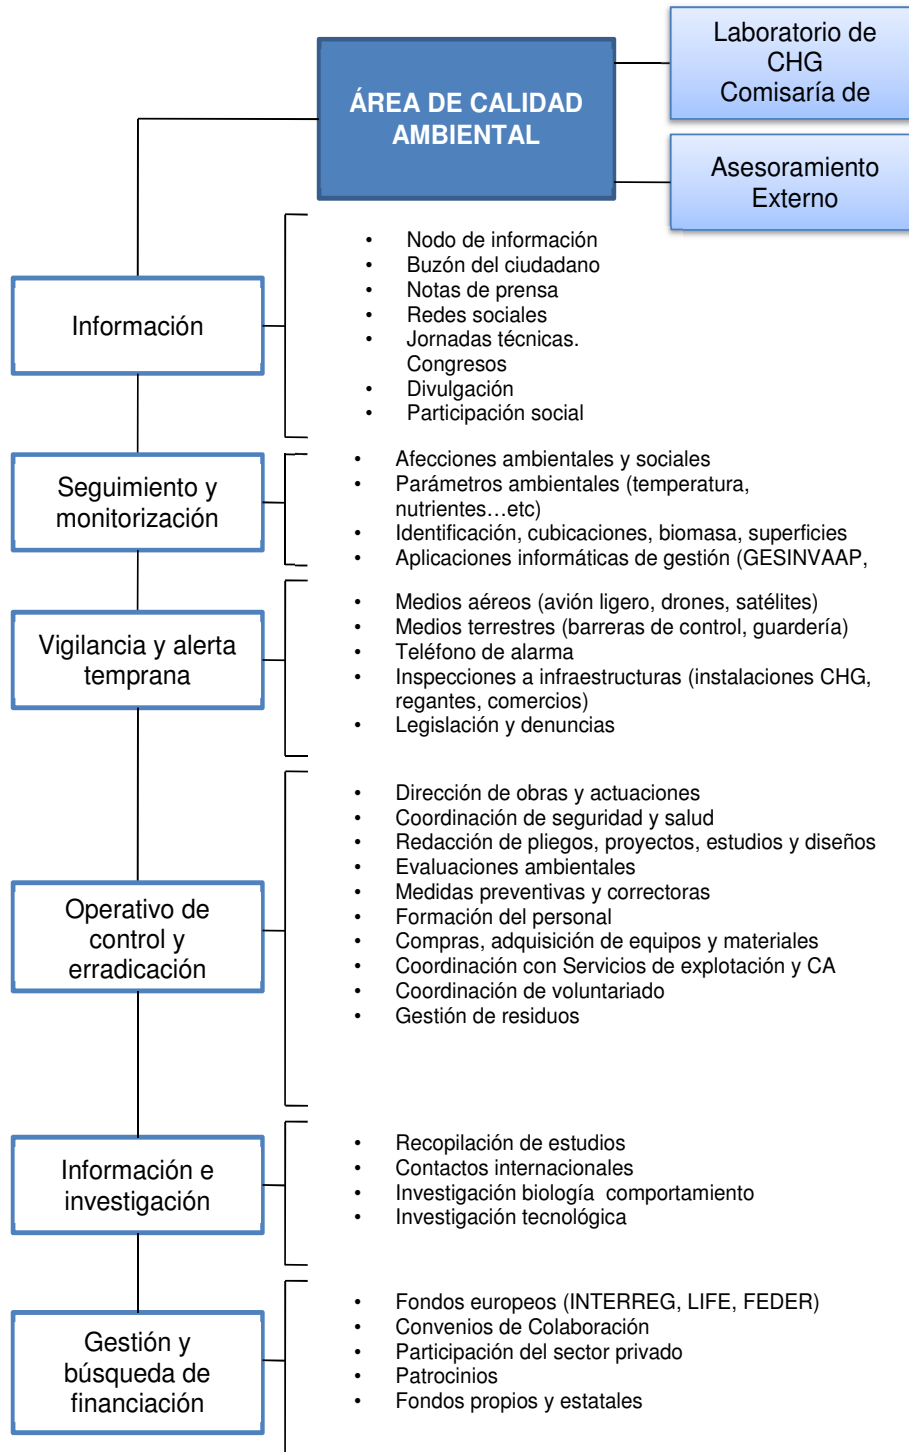 ÁREA DE CALIDAD
AMBIENTAL
Laboratorio de
CHG
Comisaría de
Asesoramiento
Externo
Información
• Nodo de información
• Buzón del ciudadano
• Notas de prensa
• Redes sociales
• Jornadas técnicas.
Congresos
• Divulgación
• Participación social
Seguimiento y
monitorización
• Afecciones ambientales y sociales
• Parámetros ambientales (temperatura,
nutrientes…etc)
• Identificación, cubicaciones, biomasa, superficies
• Aplicaciones informáticas de gestión (GESINVAAP,
Vigilancia y alerta
temprana
• Medios aéreos (avión ligero, drones, satélites)
• Medios terrestres (barreras de control, guardería)
• Teléfono de alarma
• Inspecciones a infraestructuras (instalaciones CHG,
regantes, comercios)
• Legislación y denuncias
Operativo de
control y
erradicación
• Dirección de obras y actuaciones
• Coordinación de seguridad y salud
• Redacción de pliegos, proyectos, estudios y diseños
• Evaluaciones ambientales
• Medidas preventivas y correctoras
• Formación del personal
• Compras, adquisición de equipos y materiales
• Coordinación con Servicios de explotación y CA
• Coordinación de voluntariado
• Gestión de residuos
Información e
investigación
• Recopilación de estudios
• Contactos internacionales
• Investigación biología comportamiento
• Investigación tecnológica
Gestión y
búsqueda de
financiación
• Fondos europeos (INTERREG, LIFE, FEDER)
• Convenios de Colaboración
• Participación del sector privado
• Patrocinios
• Fondos propios y estatales